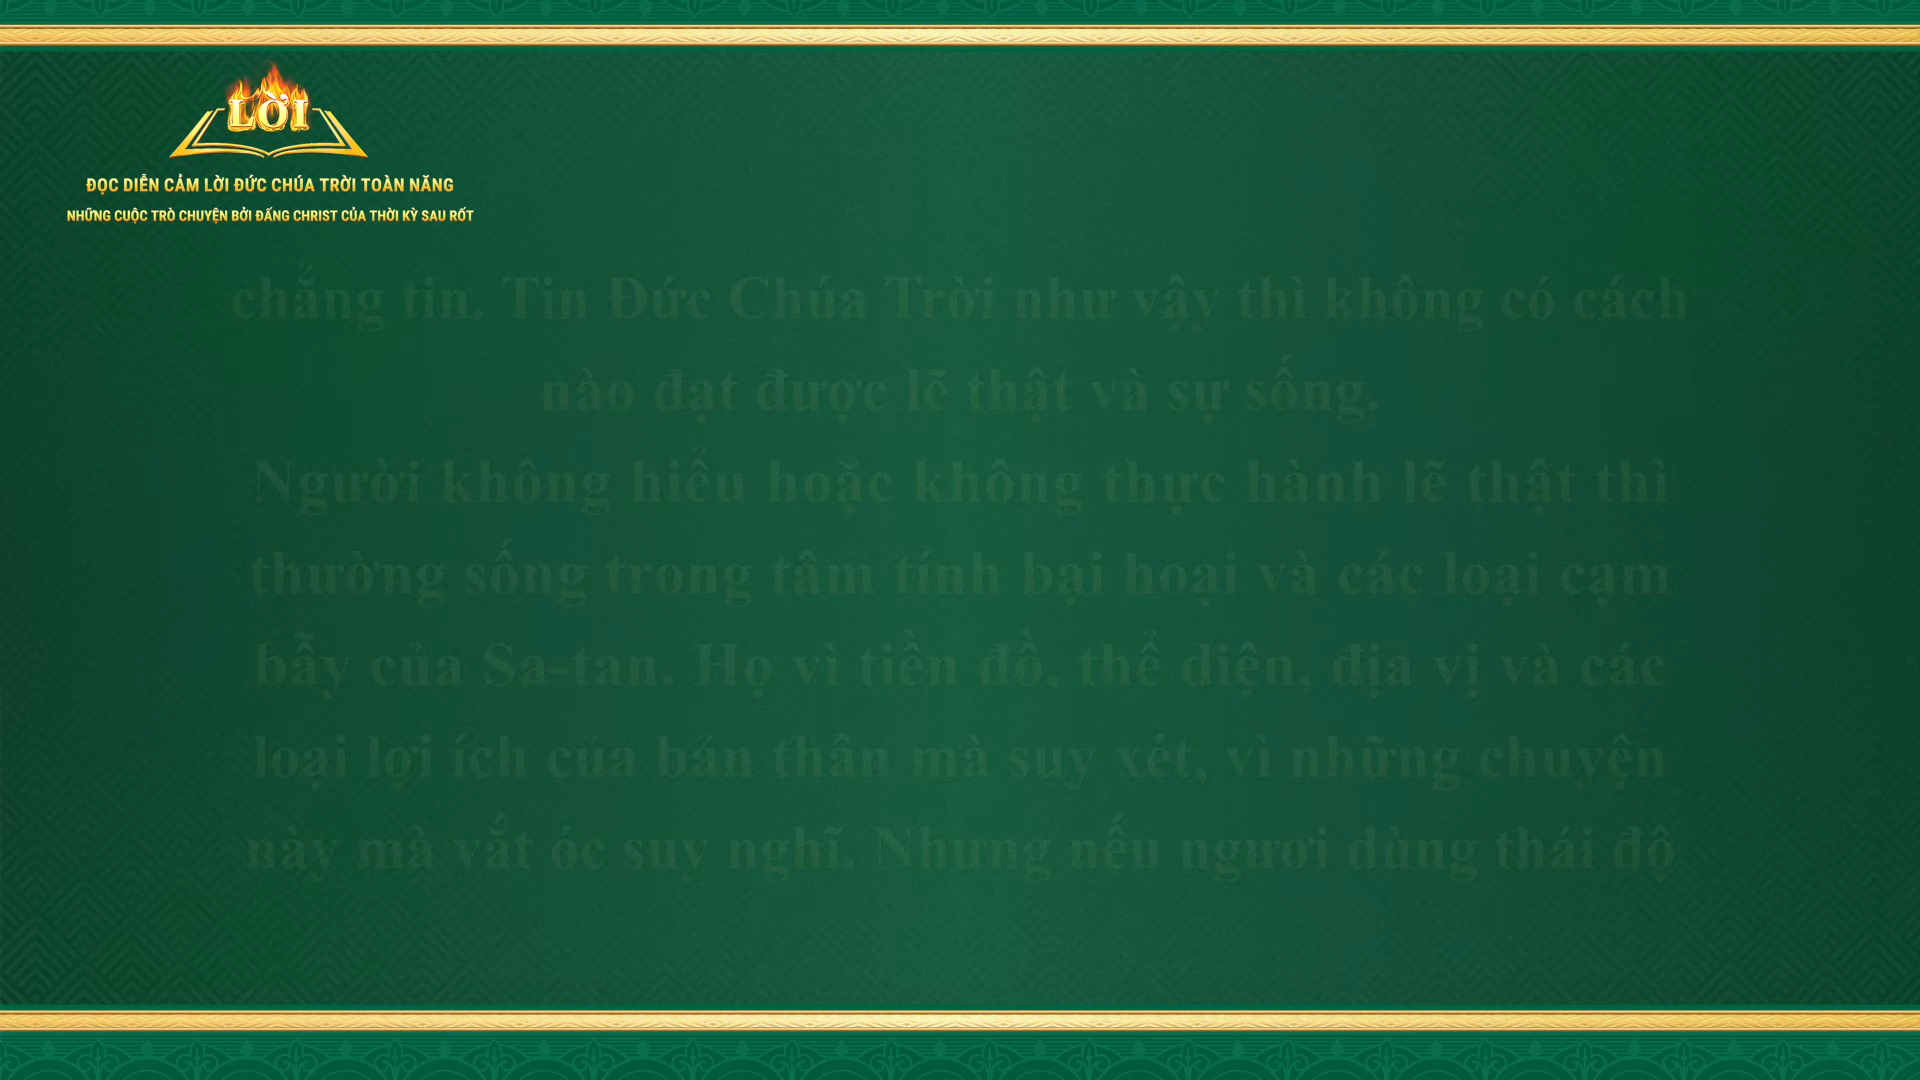 LỜI
ĐỌC DIỄN CẢM LỜI ĐỨC CHÚA TRỜI TOÀN NĂNG
NHỮNG CUỘC TRÒ CHUYỆN BỞI ĐẤNG CHRIST CỦA THỜI KỲ SAU RỐT
chẳng tin. Tin Đức Chúa Trời như vậy thì không có cách
nào đạt được lẽ thật và sự sống.
Người không hiểu hoặc không thực hành lẽ thật thì
thường sống trong tâm tính bại hoại và các loại cạm
bẫy của Sa-tan. Họ vì tiền đồ, thể diện, địa vị và các
loại lợi ích của bản thân mà suy xét, vì những chuyện
này mà vắt óc suy nghĩ. Nhưng nếu ngươi dùng thái độ